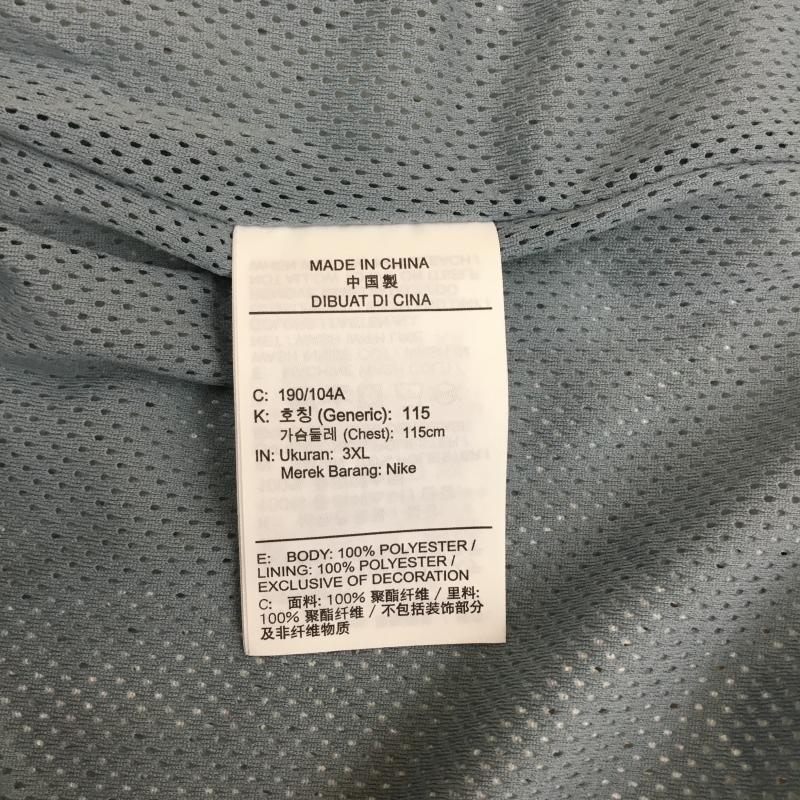 MADE IN CHINA
中国製
DIBUAT DI CINA
C: 190/104A
K: 호칭 (Generic): 115
가슴둘레 (Chest): 115cm
IN: Ukuran: 3XL
Merek Barang: Nike
E: BODY: 100% POLYESTER /
LINING: 100% POLYESTER /
EXCLUSIVE OF DECORATION
C: 面料: 100% 聚酯纤维 / 里料:
100% 聚酯纤维 / 不包括装饰部分
及非纤维物质